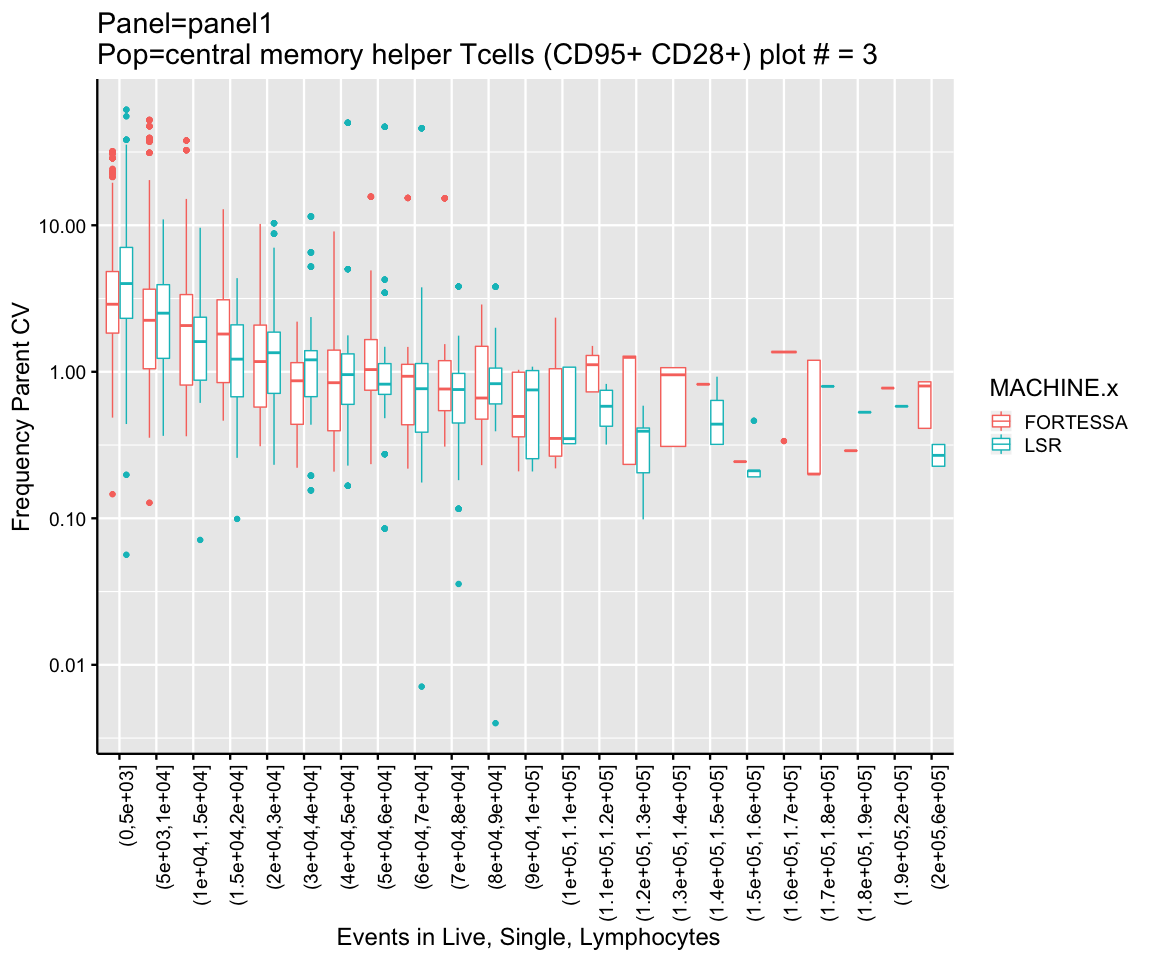 Panel=panel1
Pop=central memory helper Tcells (CD95+ CD28+) plot # = 3
Frequency Parent CV
10.00
1.00
0.10
0.01
(0,5e+03]
(5e+03,1e+04]
(1e+04,1.5e+04]
(1.5e+04,2e+04]
(2e+04,3e+04]
(3e+04,4e+04]
(4e+04,5e+04]
(5e+04,6e+04]
(6e+04,7e+04]
(7e+04,8e+04]
(8e+04,9e+04]
(9e+04,1e+05]
(1e+05,1.1e+05]
(1.1e+05,1.2e+05]
(1.2e+05,1.3e+05]
(1.3e+05,1.4e+05]
(1.4e+05,1.5e+05]
(1.5e+05,1.6e+05]
(1.6e+05,1.7e+05]
(1.7e+05,1.8e+05]
(1.8e+05,1.9e+05]
(1.9e+05,2e+05]
(2e+05,6e+05]
Events in Live, Single, Lymphocytes
MACHINE.x
FORTESSA
LSR